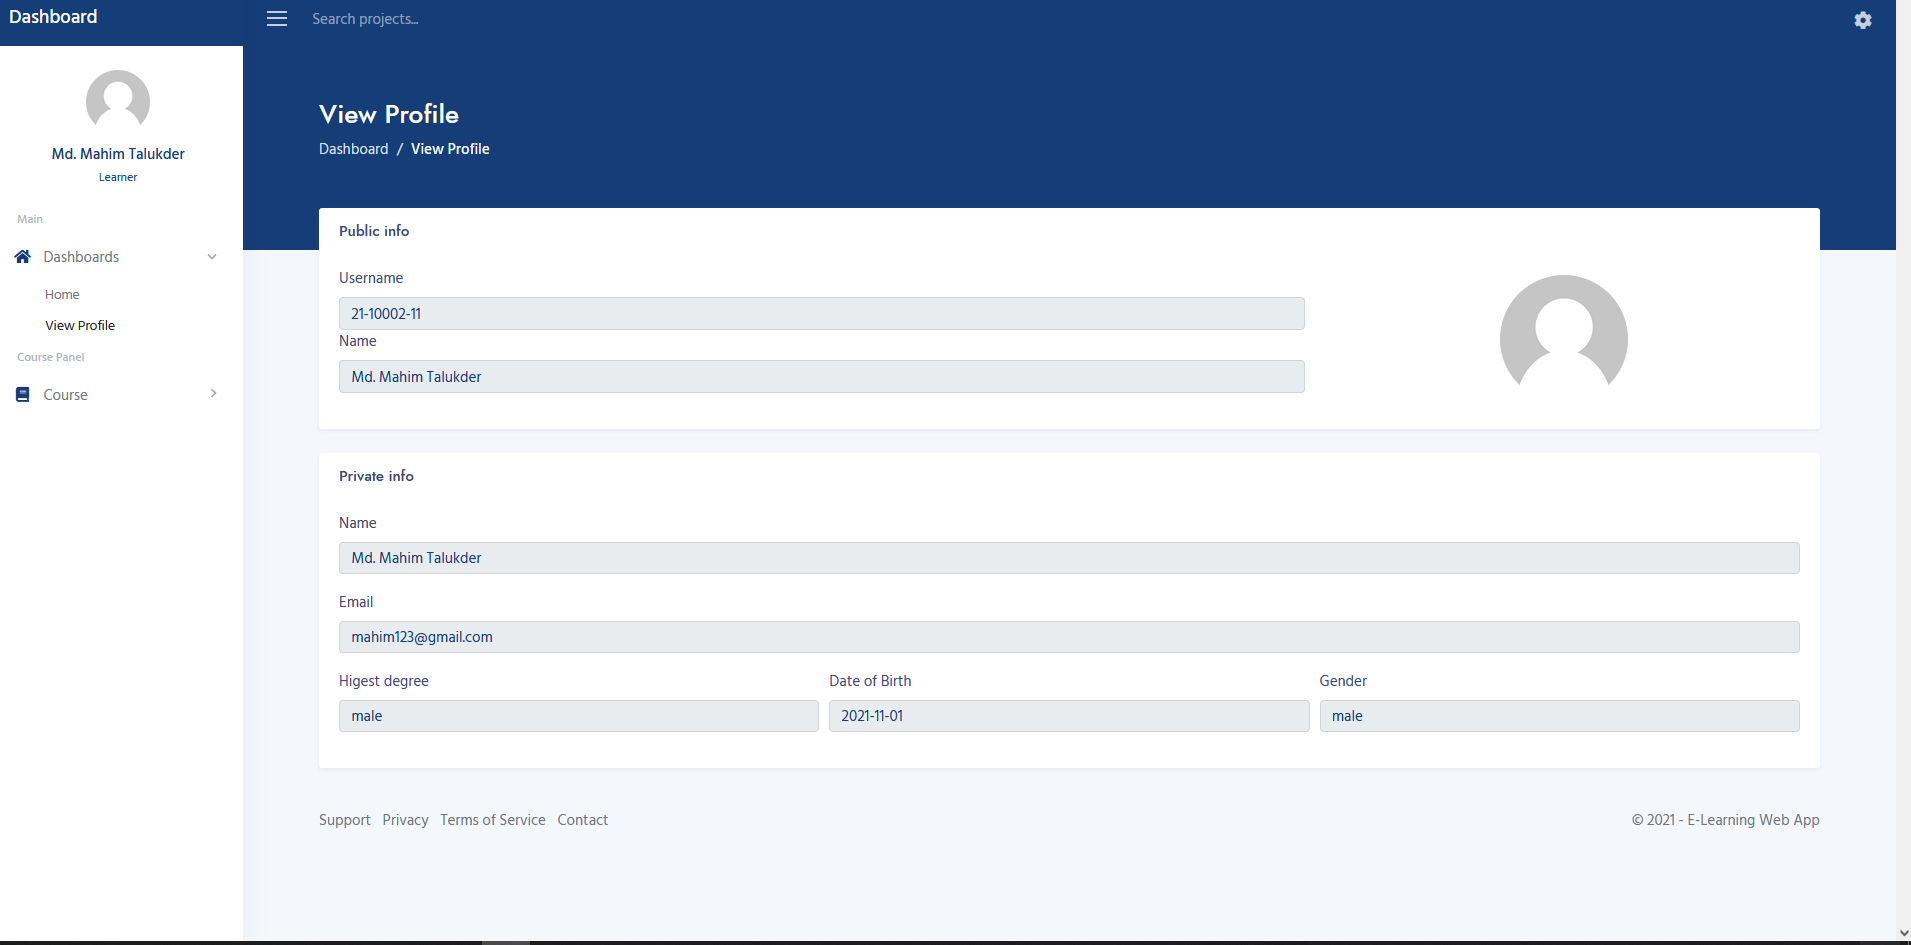 Dashboard
Search projects...
Md. Mahim Talukder
Learner
Main
Dashboards
Home
View Profile
Course Panel
Course
View Profile
Dashboard / View Profile
Public info
Username
21-10002-11
Name
Md. Mahim Talukder
Private info
Name
Md. Mahim Talukder
Email
mahim123@gmail.com
Higest degree Date of Birth Gender
male 2021-11-01 male
Support Privacy Terms of Service Contact © 2021 - E-Learning Web App